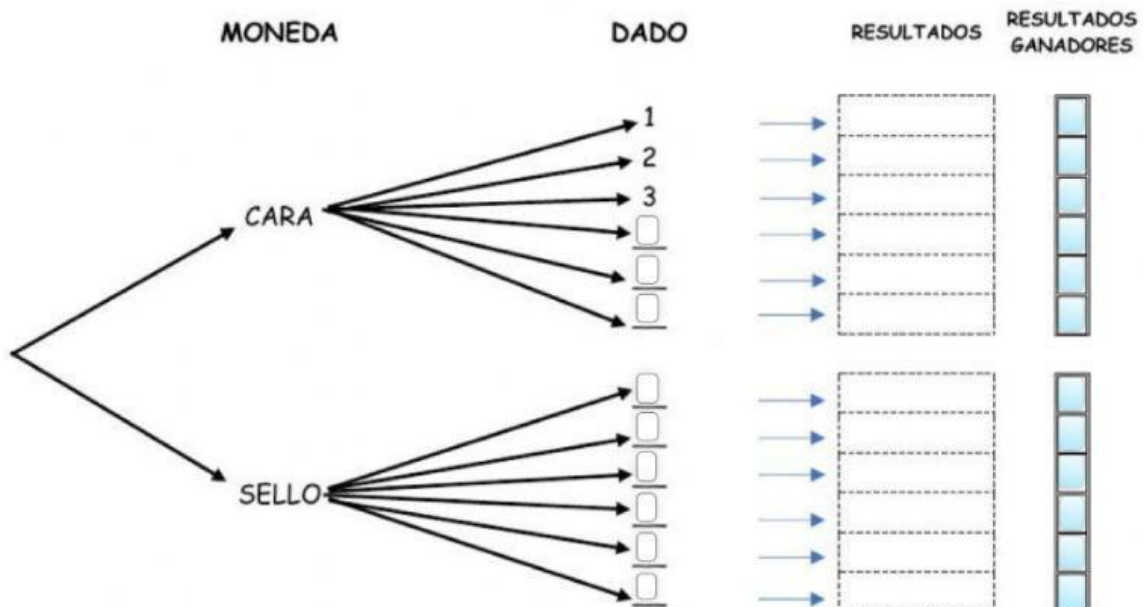 MONEDA DADO RESULTADOS RESULTADOS GANADORES
1
2
3
CARA
SELLO